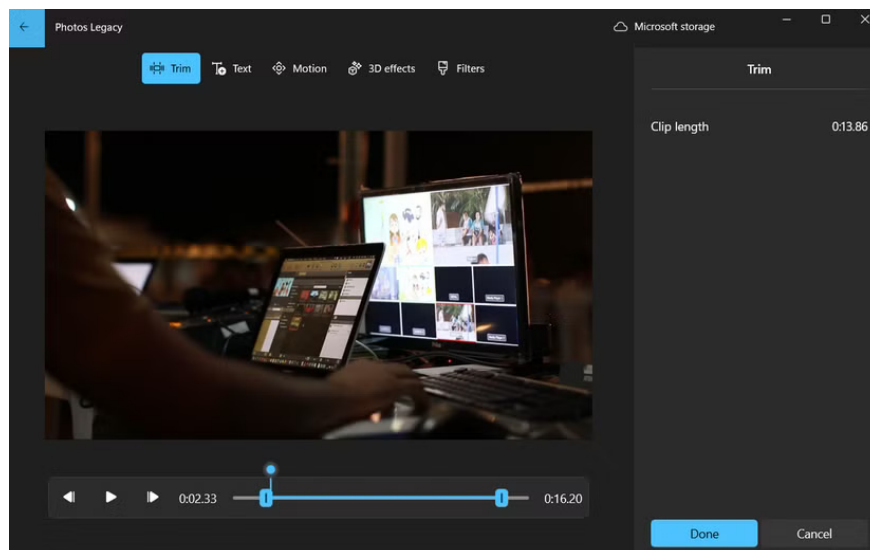 Photos Legacy
Microsoft storage
Trim
Text
Motion
3D effects
Filters
Trim
Clip length 0:13.86
0:02.33
0:16.20
Done
Cancel